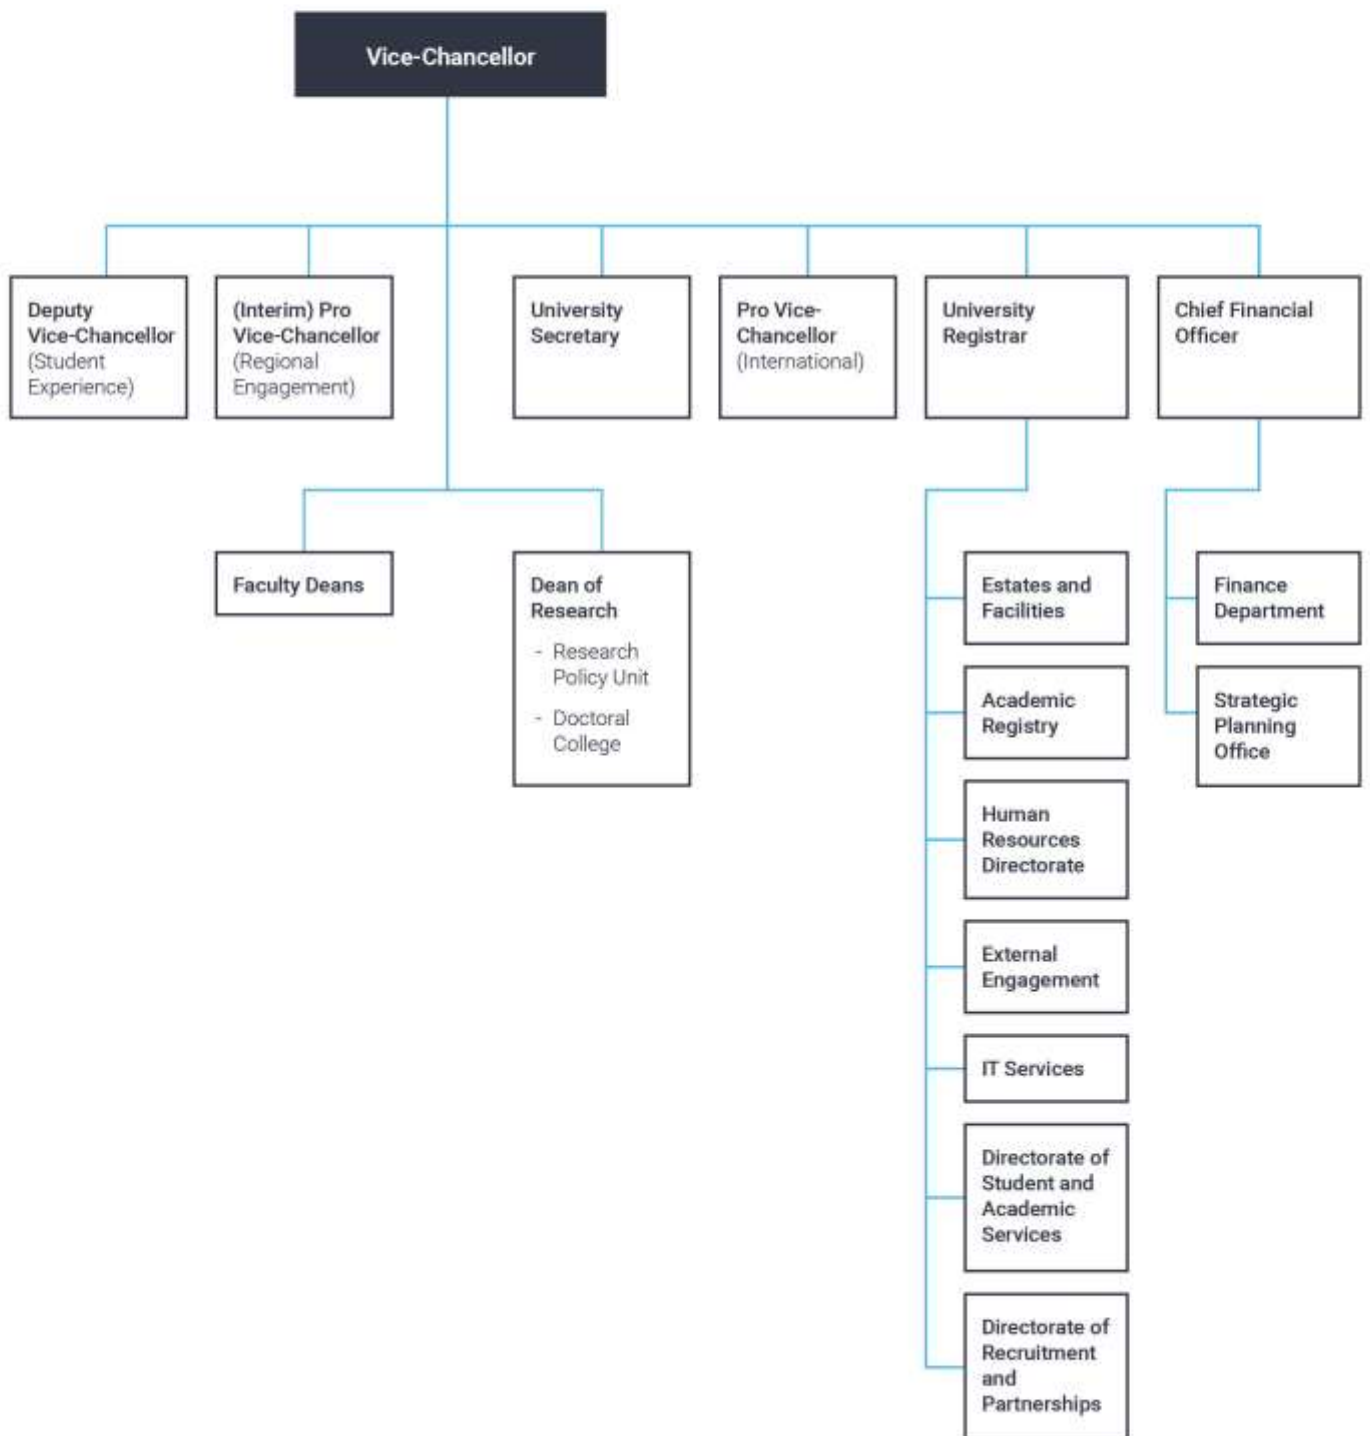 Vice-Chancellor
Deputy
Vice-Chancellor
(Student
Experience)
(Interim) Pro
Vice-Chancellor
(Regional
Engagement)
University
Secretary
Pro Vice-
Chancellor
(International)
University
Registrar
Chief Financial
Officer
Faculty Deans
Dean of
Research
- Research
Policy Unit
- Doctoral
College
Estates and
Facilities
Academic
Registry
Human
Resources
Directorate
External
Engagement
IT Services
Directorate of
Student and
Academic
Services
Directorate of
Recruitment
and
Partnerships
Finance
Department
Strategic
Planning
Office